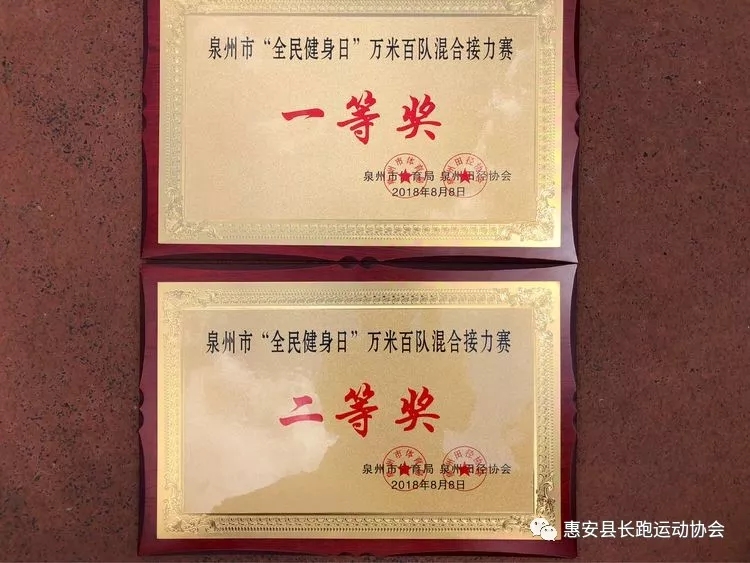 泉州市“全民健身日”万米百队混合接力赛
一等奖
泉州市体育局 泉州田径协会
2018年8月8日
泉州市“全民健身日”万米百队混合接力赛
二等奖
泉州市体育局 泉州田径协会
2018年8月8日
惠安县长跑运动协会